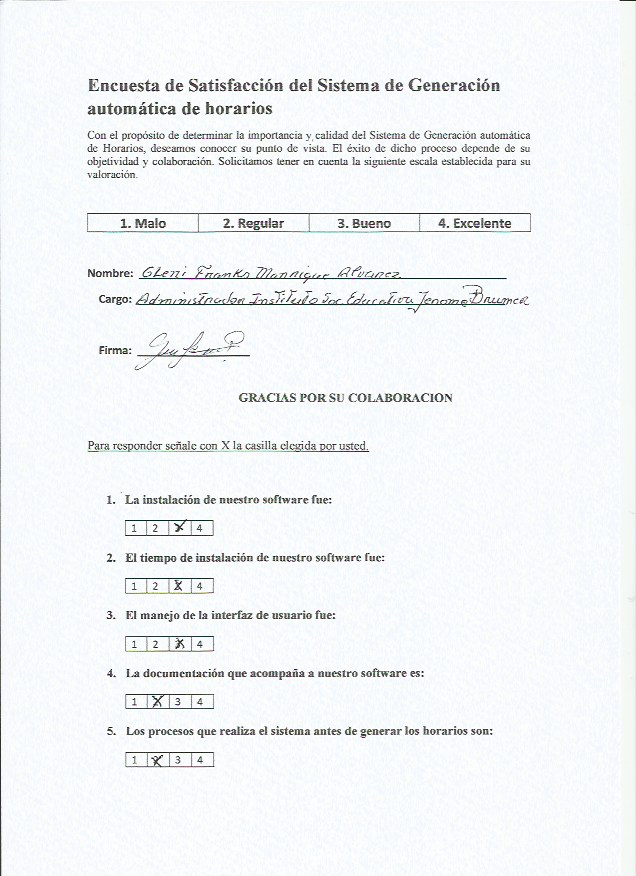 Encuesta de Satisfacción del Sistema de Generación
automática de horarios
Con el propósito de determinar la importancia y calidad del Sistema de Generación automática
de Horarios, deseamos conocer su punto de vista. El éxito de dicho proceso depende de su
objetividad y colaboración. Solicitamos tener en cuenta la siguiente escala establecida para su
valoración.
1. Malo 2. Regular 3. Bueno 4. Excelente
Nombre: Gleni Franks Manrique Alvarez
Cargo: Administrador Instituto Educativa Jerome Bruner
Firma:
GRACIAS POR SU COLABORACION
Para responder señale con X la casilla elegida por usted.
1. La instalación de nuestro software fue:
1 2 X 4
2. El tiempo de instalación de nuestro software fue:
1 2 X 4
3. El manejo de la interfaz de usuario fue:
1 2 X 4
4. La documentación que acompaña a nuestro software es:
1 X 3 4
5. Los procesos que realiza el sistema antes de generar los horarios son:
1 X 3 4